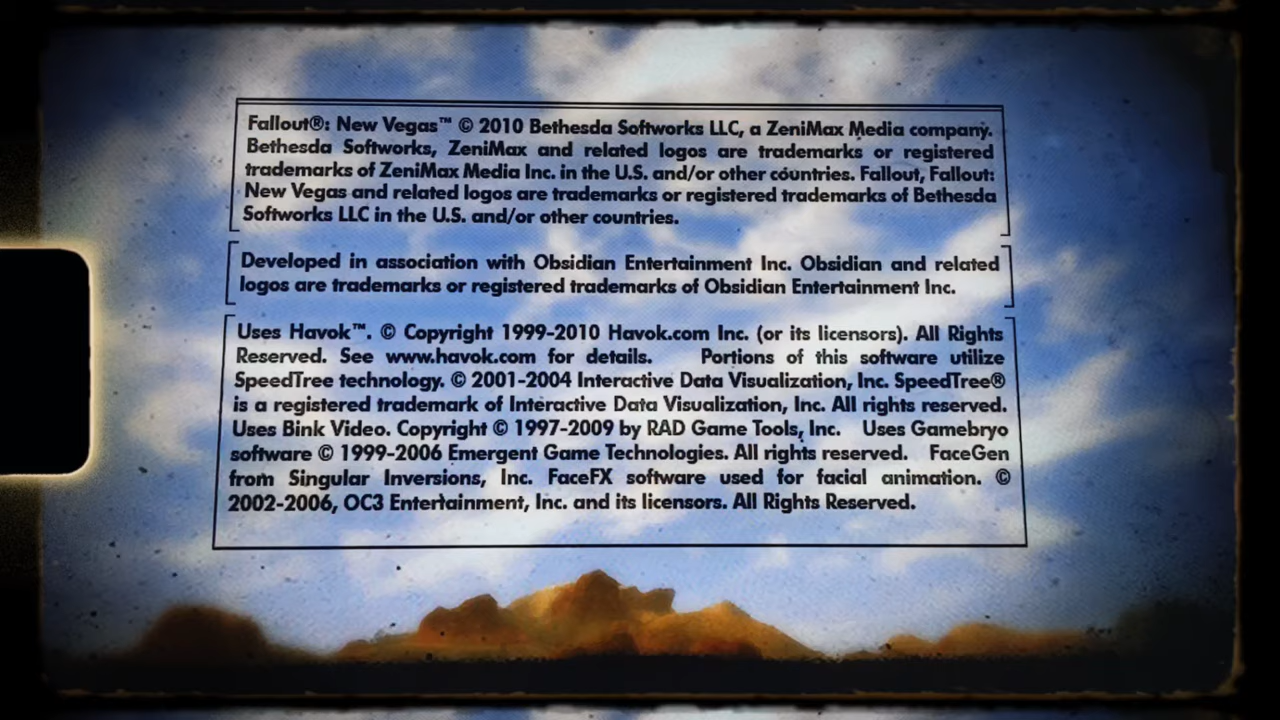 Fallout®: New Vegas™ © 2010 Bethesda Softworks LLC, a ZeniMax Media company.
Bethesda Softworks, ZeniMax and related logos are trademarks or registered
trademarks of ZeniMax Media Inc. in the U.S. and/or other countries. Fallout, Fallout:
New Vegas and related logos are trademarks or registered trademarks of Bethesda
Softworks LLC in the U.S. and/or other countries.
Developed in association with Obsidian Entertainment Inc. Obsidian and related
logos are trademarks or registered trademarks of Obsidian Entertainment Inc.
Uses Havok™. © Copyright 1999-2010 Havok.com Inc. (or its licensors). All Rights
Reserved. See www.havok.com for details. Portions of this software utilize
SpeedTree technology. © 2001-2004 Interactive Data Visualization, Inc. SpeedTree®
is a registered trademark of Interactive Data Visualization, Inc. All rights reserved.
Uses Bink Video. Copyright © 1997-2009 by RAD Game Tools, Inc. Uses Gamebryo
software © 1999-2006 Emergent Game Technologies. All rights reserved. FaceGen
from Singular Inversions, Inc. FaceFX software used for facial animation. ©
2002-2006, OC3 Entertainment, Inc. and its licensors. All Rights Reserved.